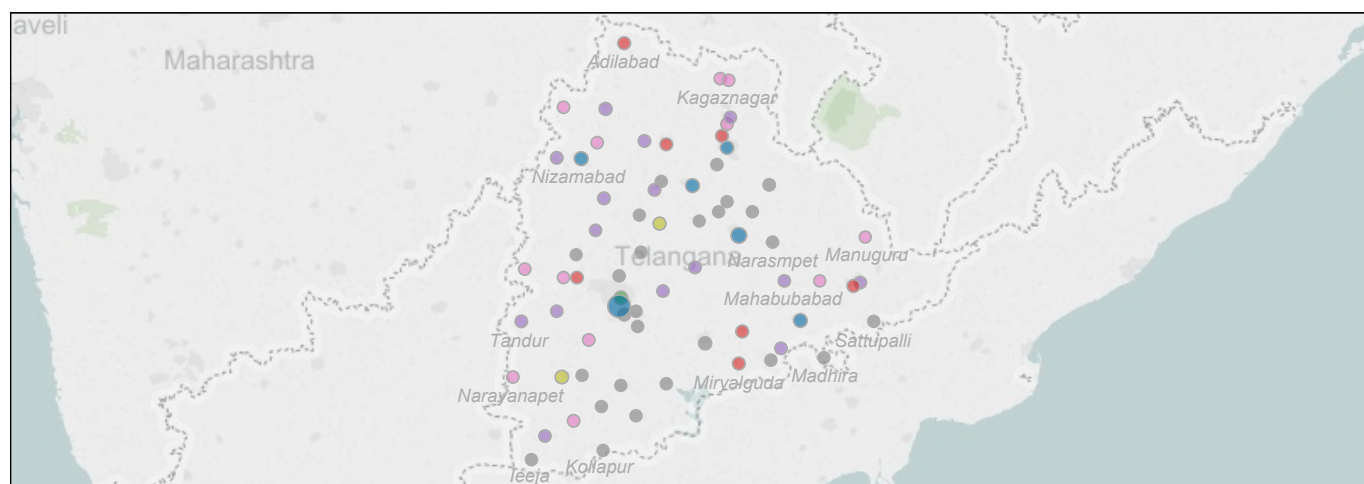 aveli
Maharashtra
Adilabad
Kagaznagar
Nizamabad
Telangana
Narasmpet
Manuguru
Mahabubabad
Tandur
Sattupalli
Narayanapet
Miryalguda
Madhira
Ieeja
Kollapur